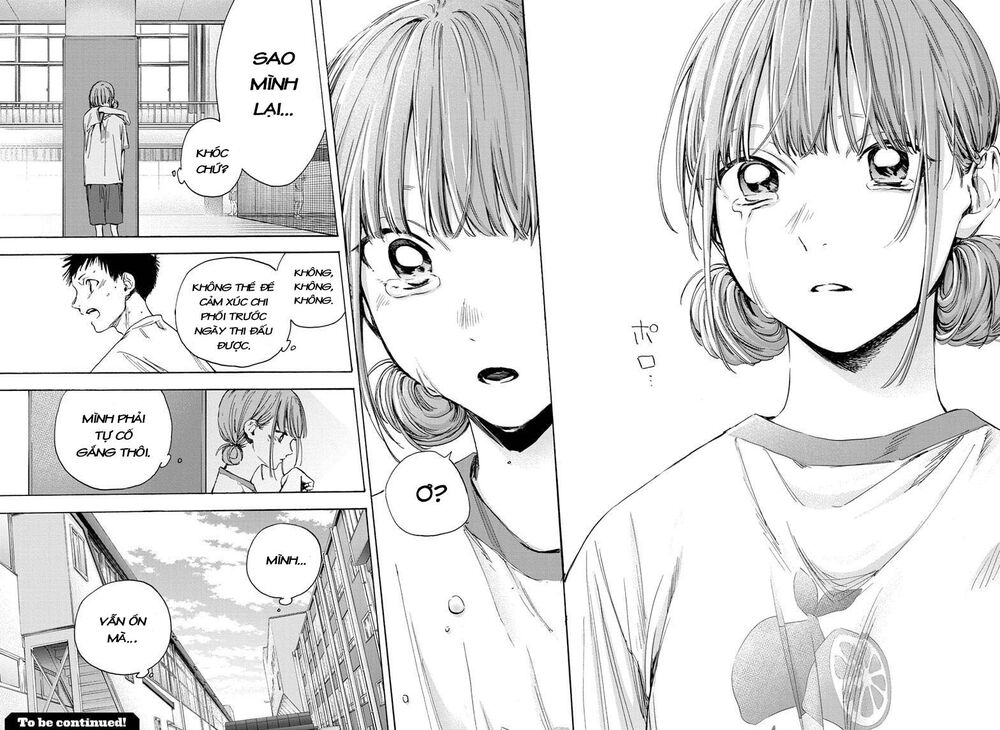 ポロ…
Ơ?
SAO
MÌNH
LẠI...
KHÓC
CHỨ?
KHÔNG,
KHÔNG,
KHÔNG.
KHÔNG THỂ ĐỂ
CẢM XÚC CHI
PHỐI TRƯỚC
NGÀY THI ĐẤU
ĐƯỢC.
MÌNH PHẢI
TỰ CỐ
GẮNG THÔI.
MÌNH...
VẪN ỔN
MÀ...
To be continued!